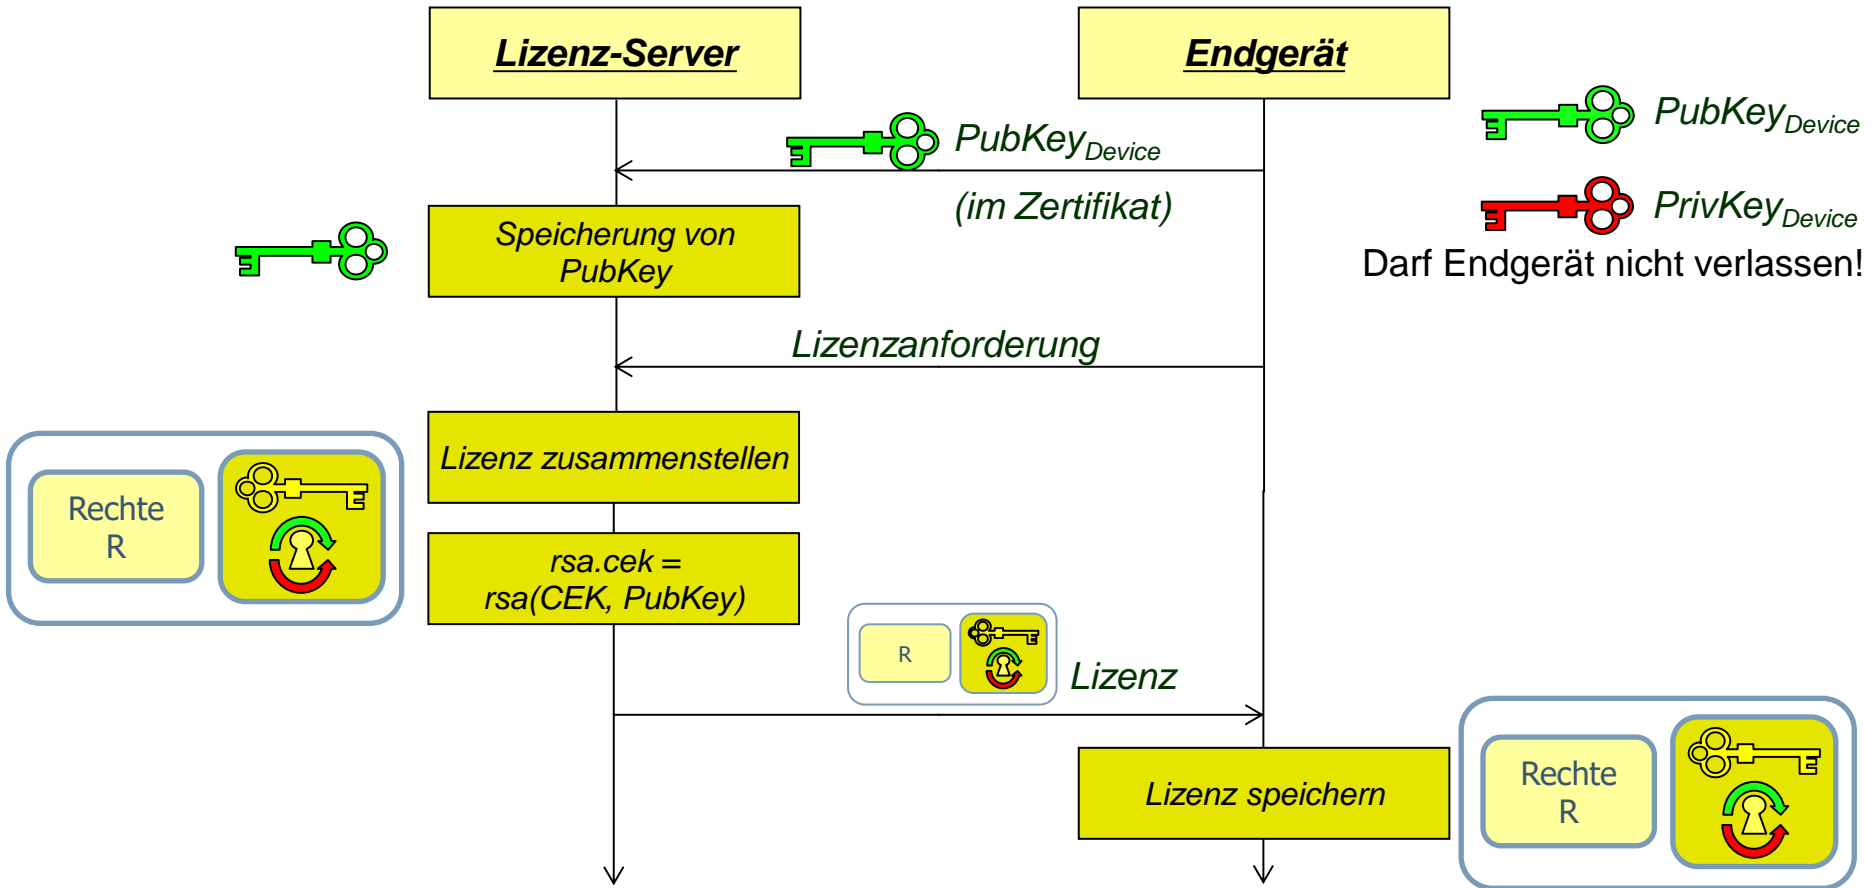 Lizenz-Server
Endgerät
PubKeyDevice
PubKeyDevice
(im Zertifikat)
PrivKeyDevice
Darf Endgerät nicht verlassen!
Speicherung von
PubKey
Lizenzanforderung
Lizenz zusammenstellen
Rechte
R
rsa.cek =
rsa(CEK, PubKey)
R
Lizenz
Lizenz speichern
Rechte
R